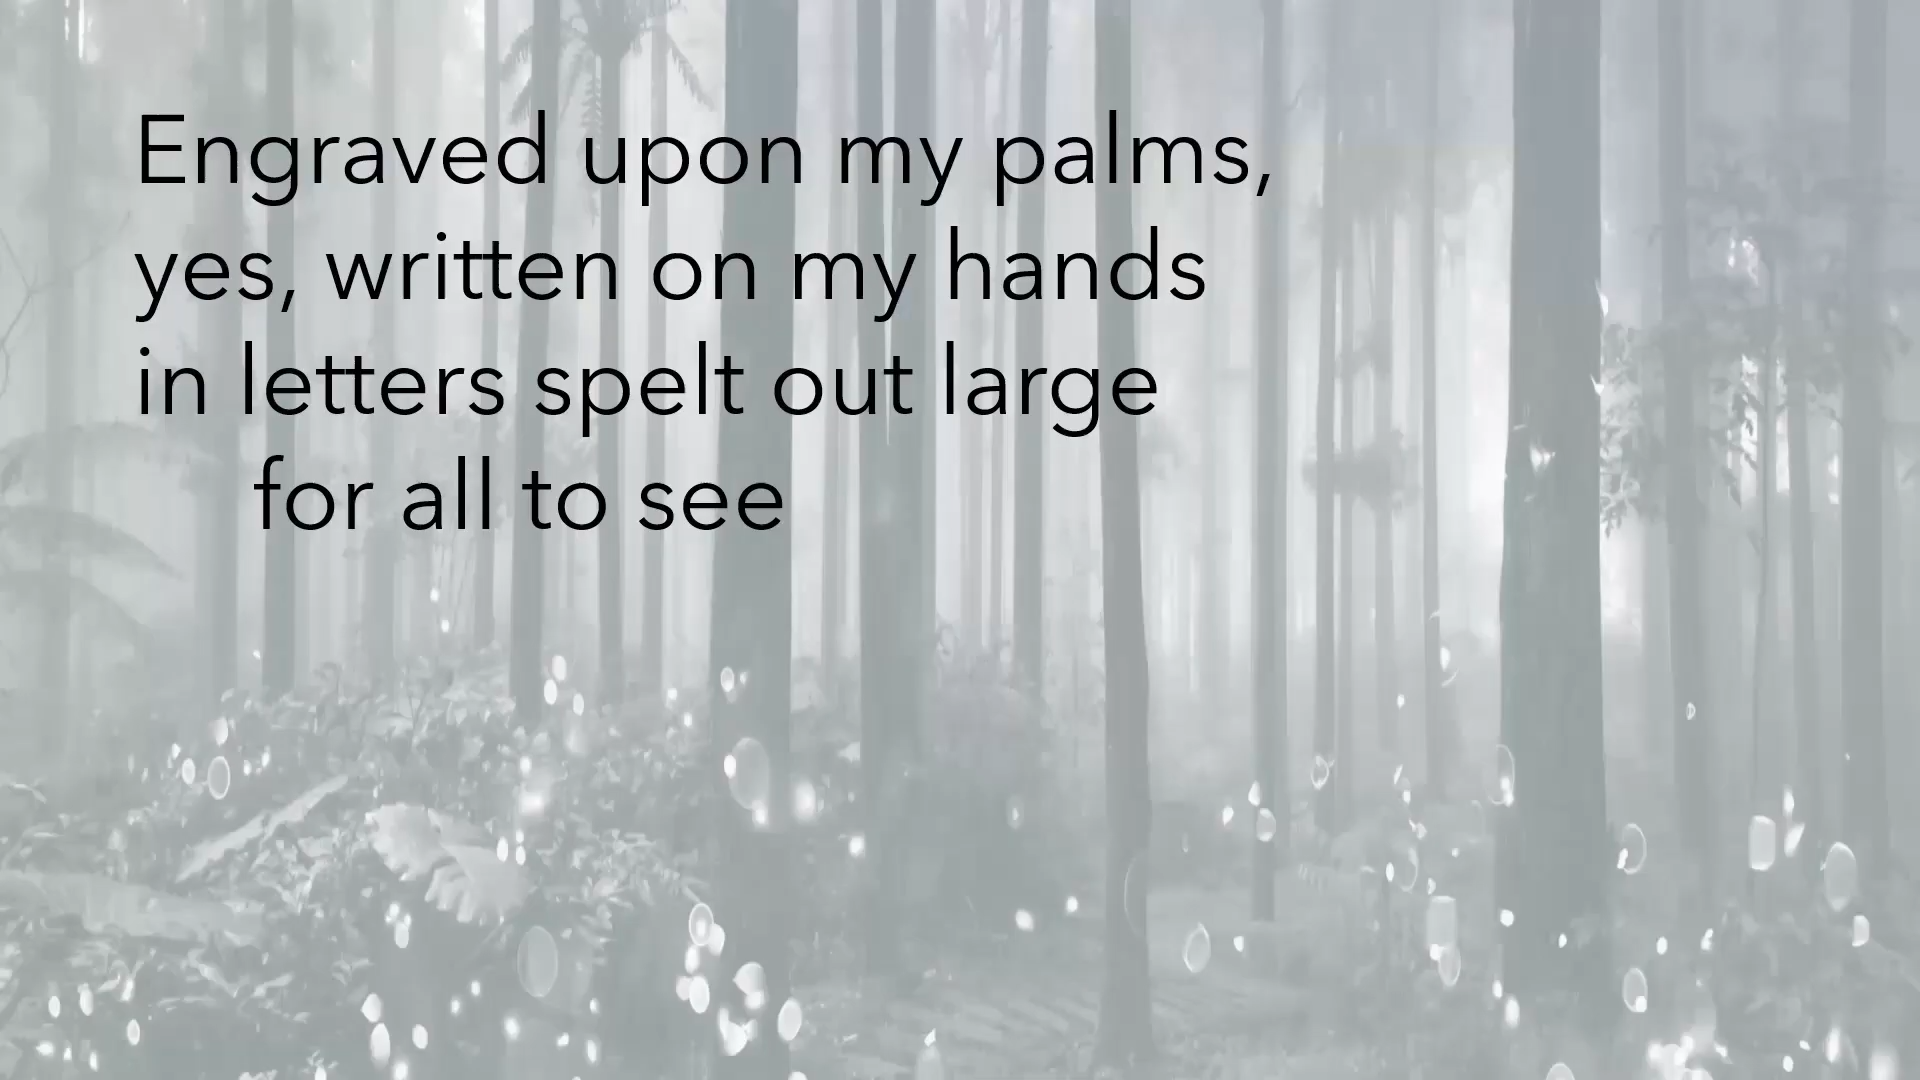 Engraved upon my palms,
yes, written on my hands
in letters spelt out large
for all to see